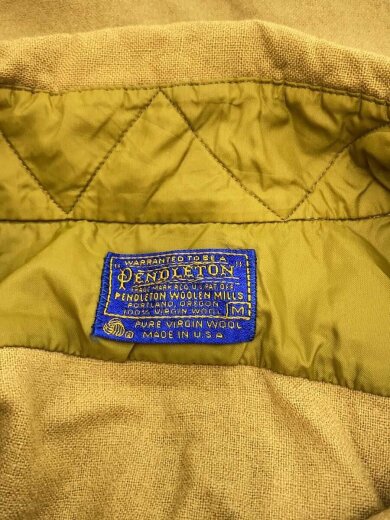 "WARRANTED TO BE A
PENDLETON"
TRADE MARK REG. U.S. PAT. OFF.
PENDLETON WOOLEN MILLS
PORTLAND, OREGON
100% VIRGIN WOOL M
PURE VIRGIN WOOL
MADE IN U.S.A.